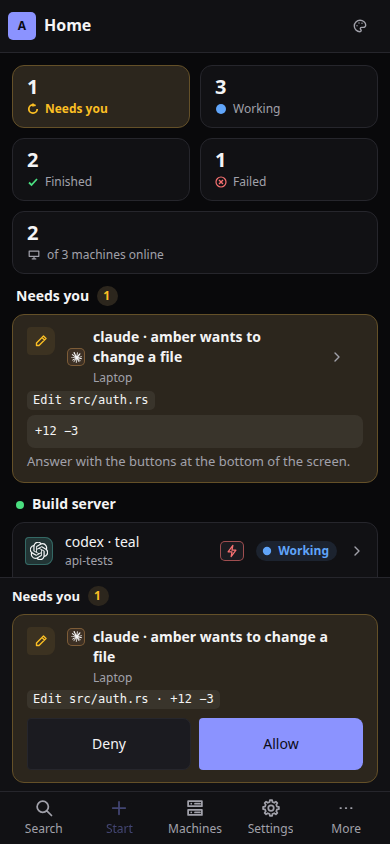 A Home
1
Needs you
3
Working
2
Finished
1
Failed
2
of 3 machines online
Needs you 1
claude · amber wants to
change a file
Laptop
Edit src/auth.rs
+12 −3
Answer with the buttons at the bottom of the screen.
Build server
codex · teal
api-tests
Working
Needs you 1
claude · amber wants to change a
file
Laptop
Edit src/auth.rs · +12 −3
Deny
Allow
Search
Start
Machines
Settings
More